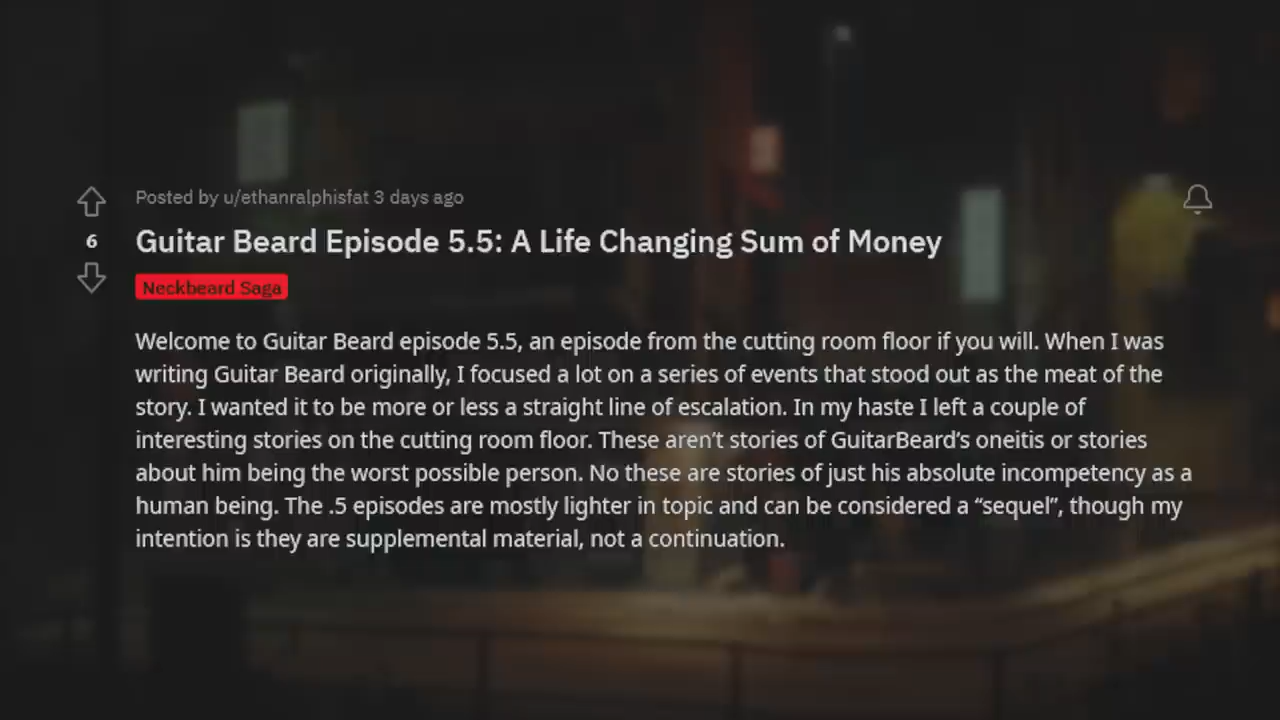 Posted by u/ethanralphisfat 3 days ago
6
Guitar Beard Episode 5.5: A Life Changing Sum of Money
Neckbeard Saga
Welcome to Guitar Beard episode 5.5, an episode from the cutting room floor if you will. When I was
writing Guitar Beard originally, I focused a lot on a series of events that stood out as the meat of the
story. I wanted it to be more or less a straight line of escalation. In my haste I left a couple of
interesting stories on the cutting room floor. These aren’t stories of GuitarBeard’s oneitis or stories
about him being the worst possible person. No these are stories of just his absolute incompetency as a
human being. The .5 episodes are mostly lighter in topic and can be considered a “sequel”, though my
intention is they are supplemental material, not a continuation.